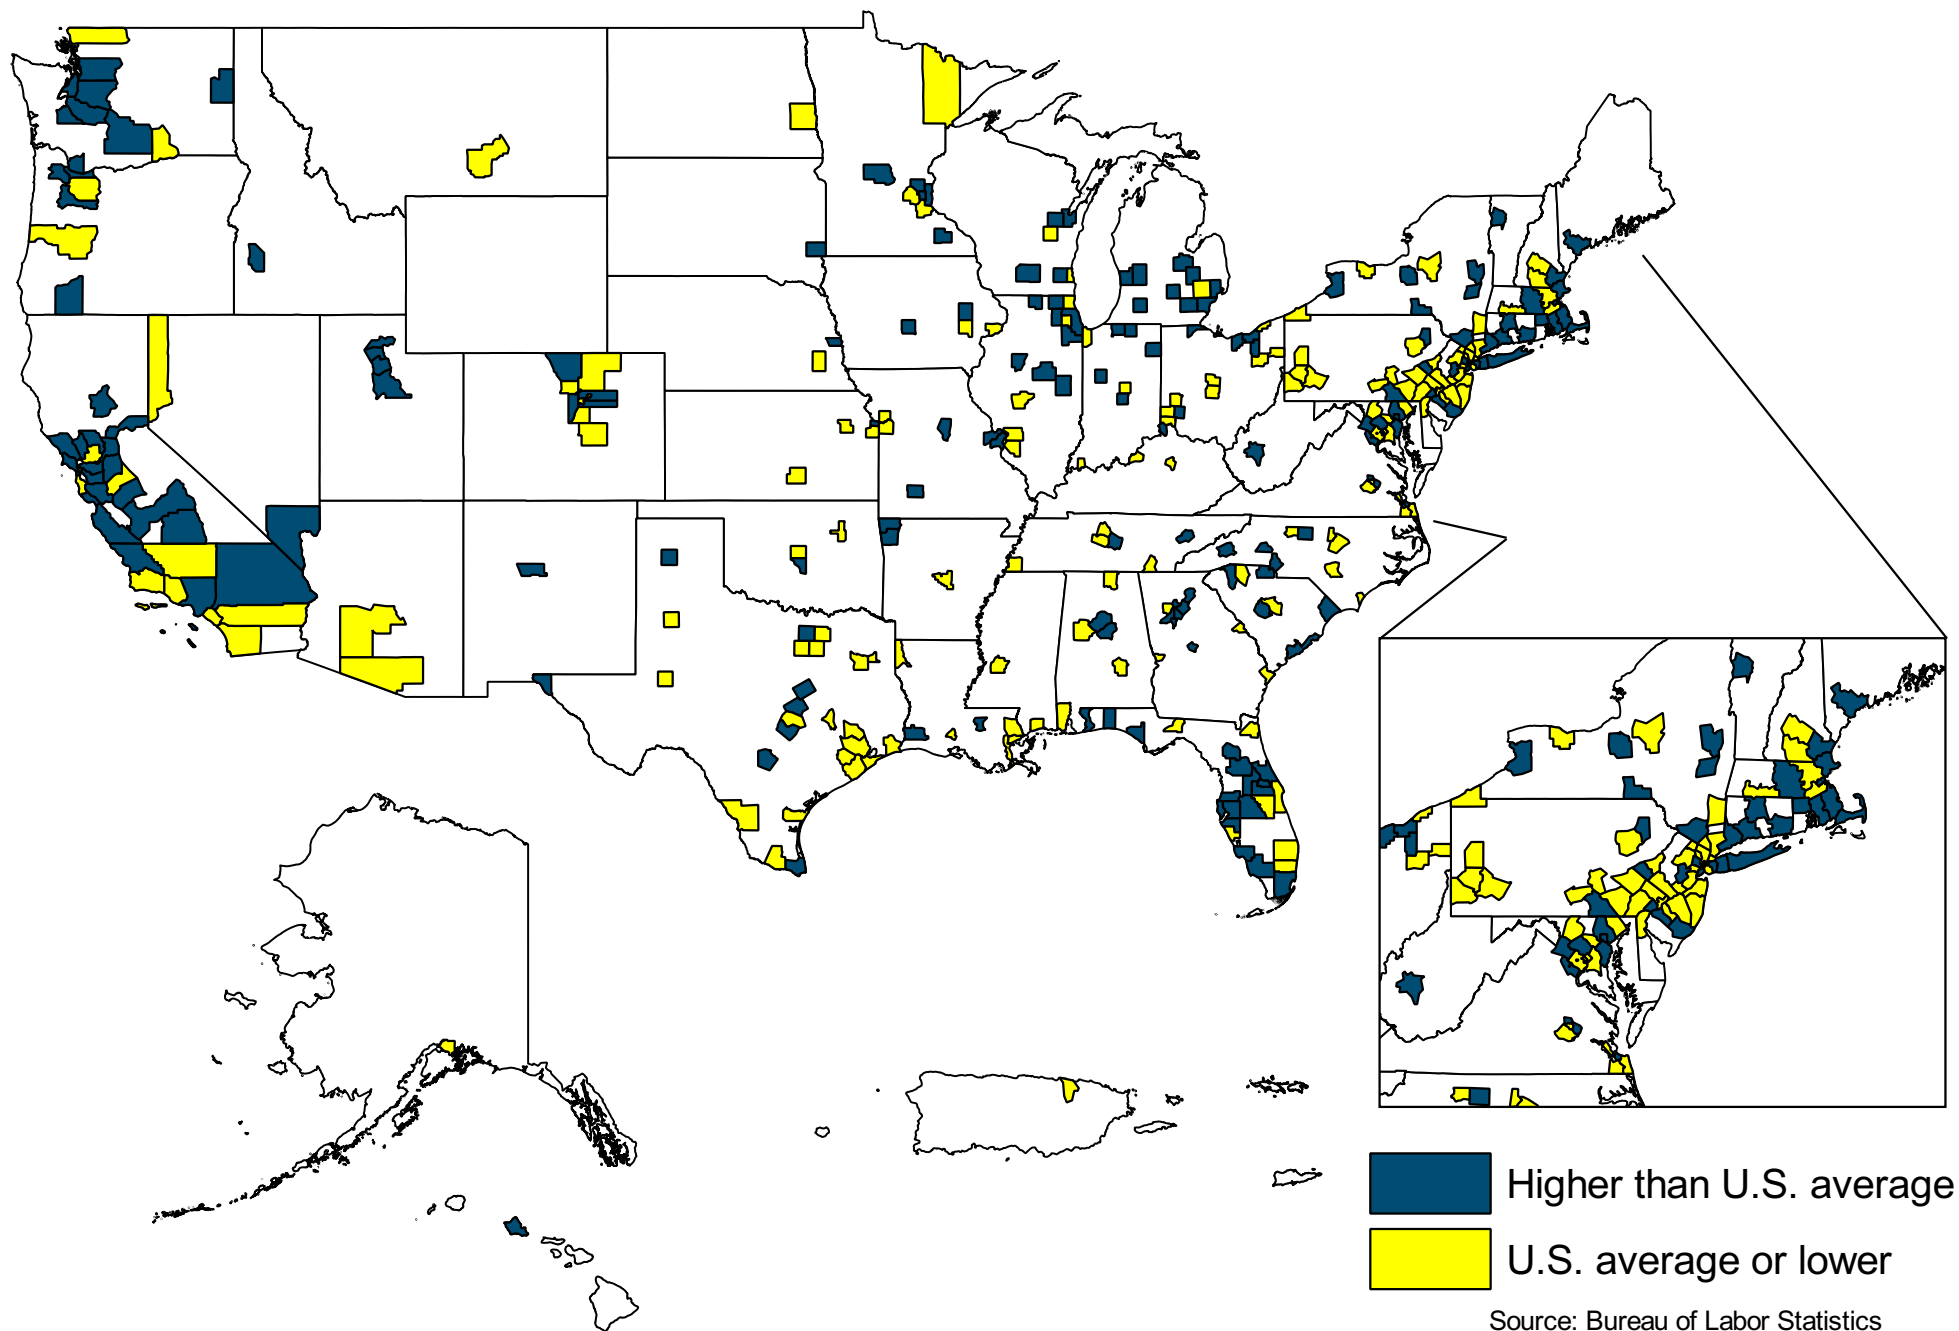 Higher than U.S. average
U.S. average or lower
Source: Bureau of Labor Statistics